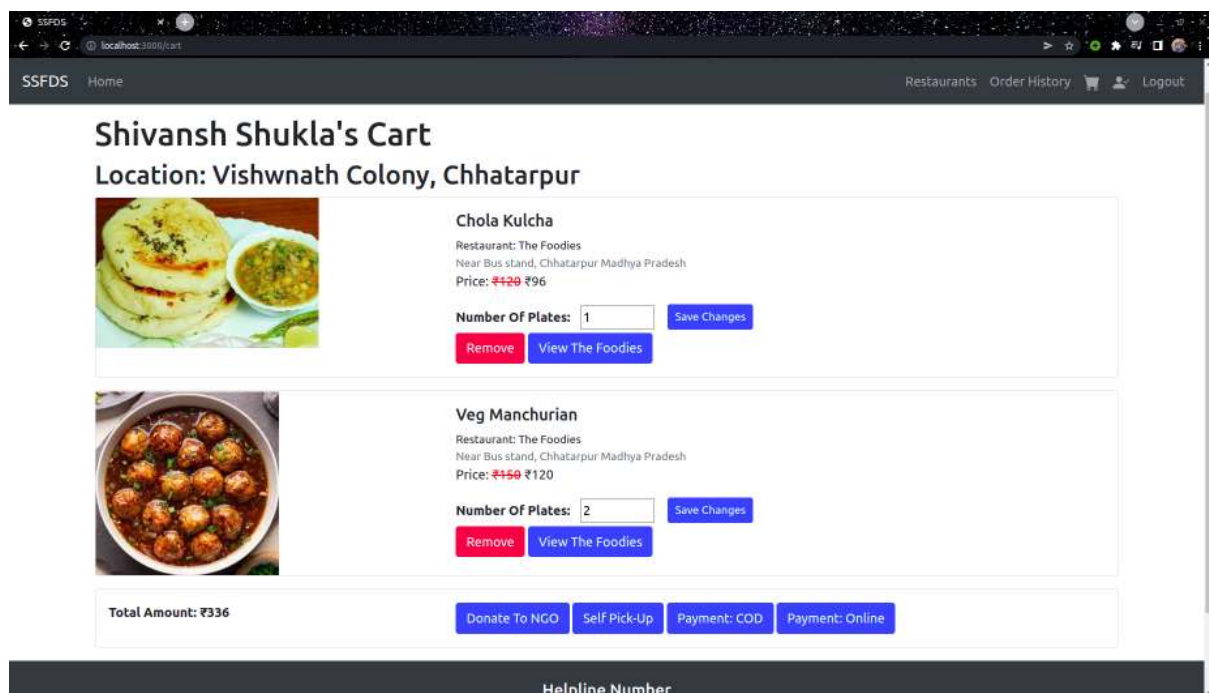 SSFDS
localhost:3000/cart
SSFDS Home Restaurants Order History Logout
Shivansh Shukla's Cart
Location: Vishwnath Colony, Chhatarpur
Chola Kulcha
Restaurant: The Foodies
Near Bus stand, Chhatarpur Madhya Pradesh
Price: ₹120 ₹96
Number Of Plates: 1 Save Changes
Remove View The Foodies
Veg Manchurian
Restaurant: The Foodies
Near Bus stand, Chhatarpur Madhya Pradesh
Price: ₹150 ₹120
Number Of Plates: 2 Save Changes
Remove View The Foodies
Total Amount: ₹336 Donate To NGO Self Pick-Up Payment: COD Payment: Online
Helpline Number